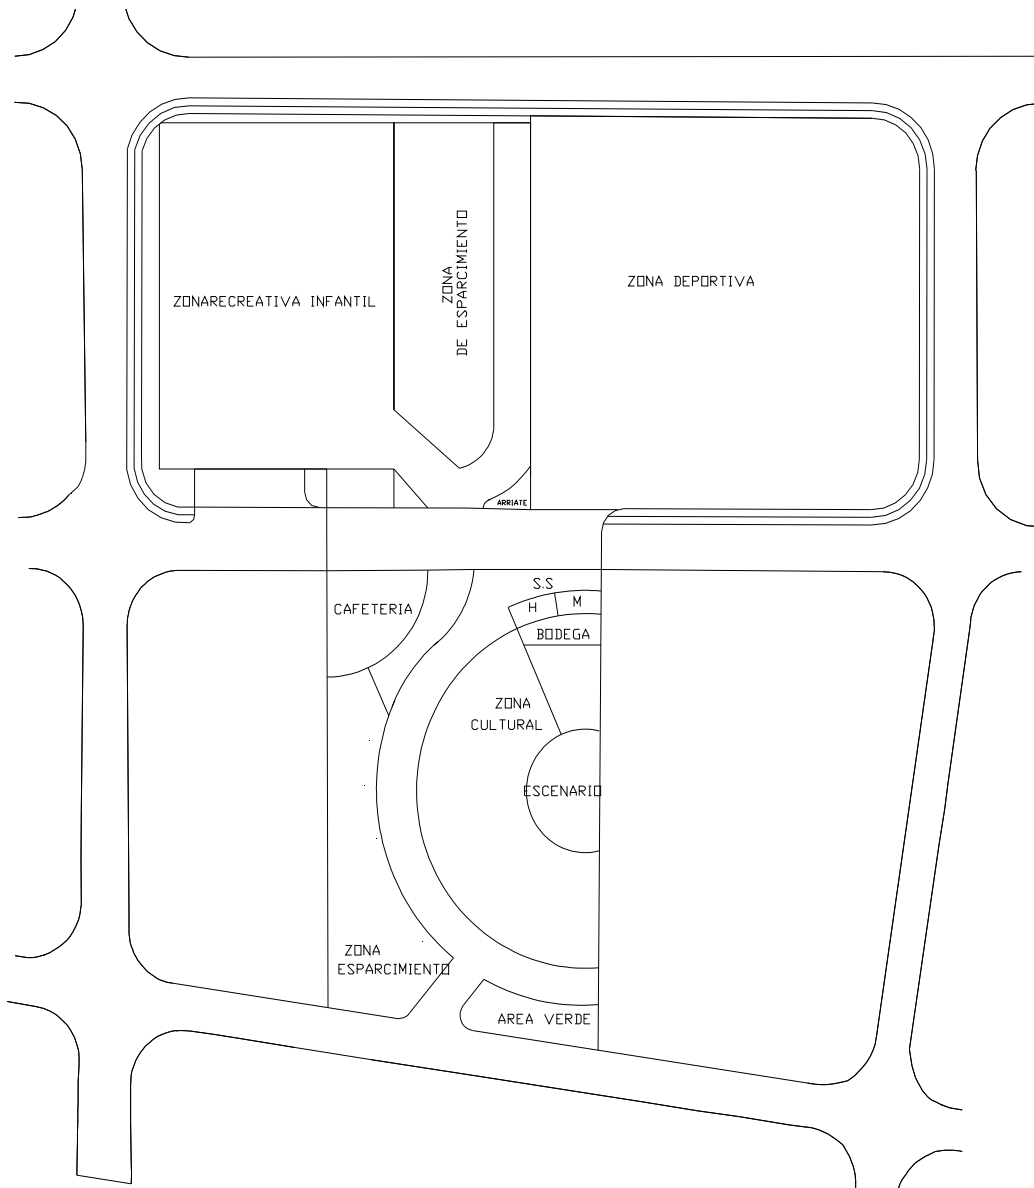 ZONA
DE ESPARCIMIENTO
ZONA DEPORTIVA
ZONARECREATIVA INFANTIL
ARRIATE
S.S
H
M
CAFETERIA
BODEGA
ZONA
CULTURAL
ESCENARIO
ZONA
ESPARCIMIENTO
AREA VERDE